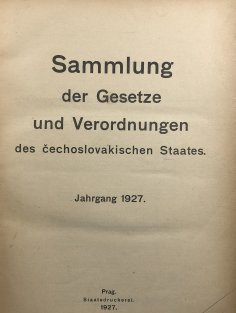 Sammlung
der Gesetze
und Verordnungen
des čechoslovakischen Staates.
Jahrgang 1927.
Prag.
Staatsdruckerei.
1927.